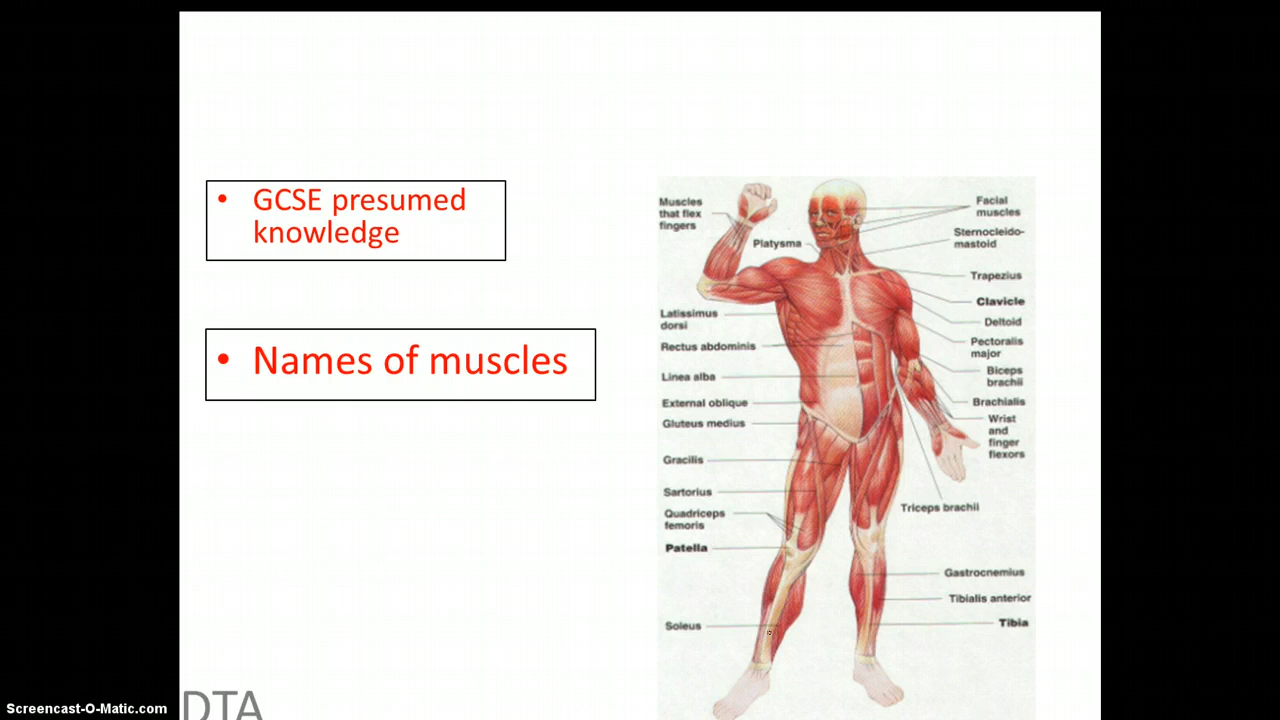 • GCSE presumed
knowledge
• Names of muscles
Muscles
that flex
fingers
Platysma
Latissimus
dorsi
Rectus abdominis
Linea alba
External oblique
Gluteus medius
Gracilis
Sartorius
Quadriceps
femoris
Patella
Soleus
Facial
muscles
Sternocleido-
mastoid
Trapezius
Clavicle
Deltoid
Pectoralis
major
Biceps
brachii
Brachialis
Wrist
and
finger
flexors
Triceps brachii
Gastrocnemius
Tibialis anterior
Tibia
DTA
Screencast-O-Matic.com